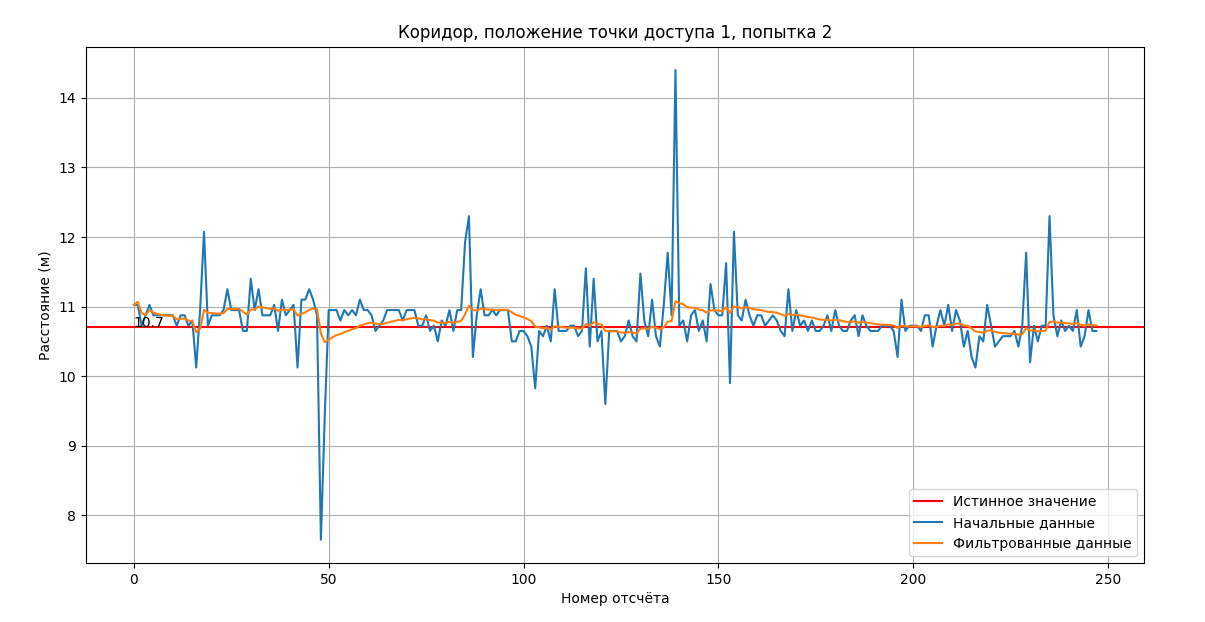 Коридор, положение точки доступа 1, попытка 2
Расстояние (м)
14
13
12
11
10
9
8
10.7
Истинное значение
Начальные данные
Фильтрованные данные
0
50
100
150
200
250
Номер отсчёта